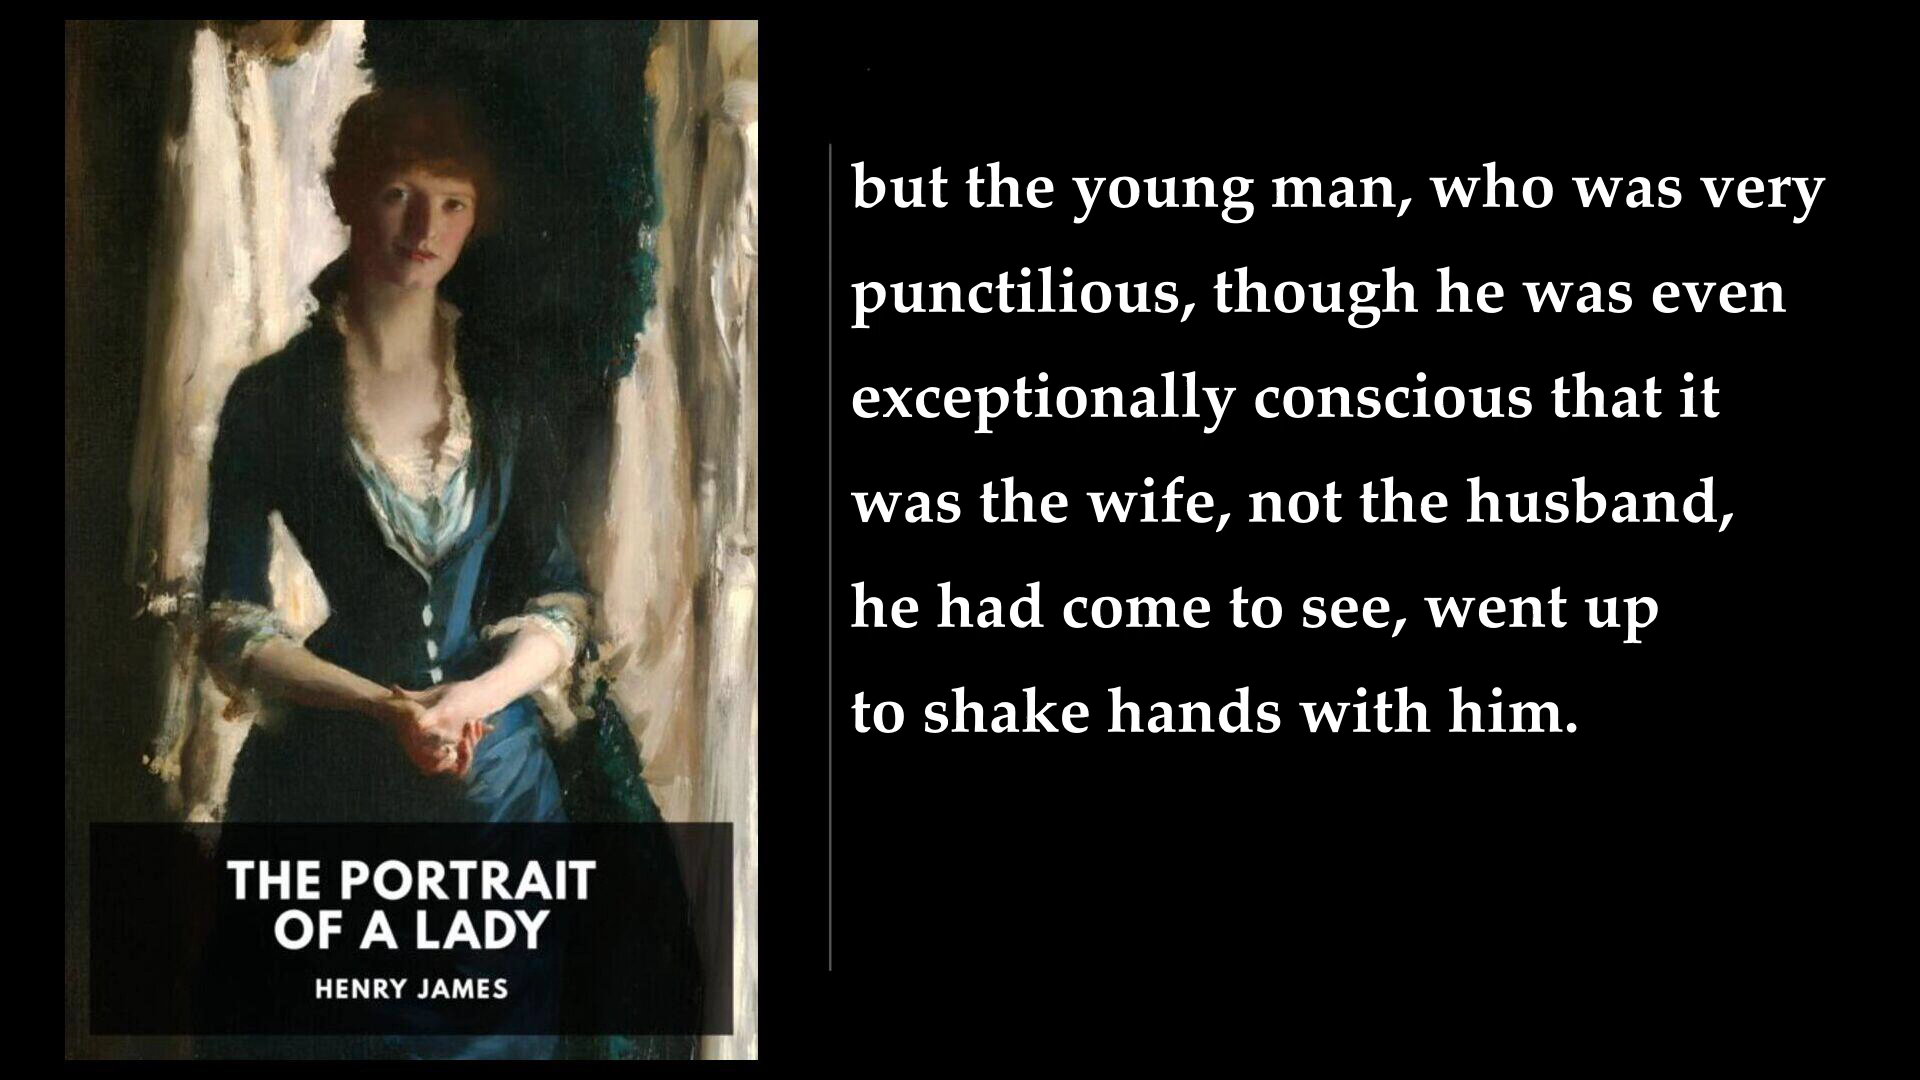 THE PORTRAIT
OF A LADY
HENRY JAMES
but the young man, who was very
punctilious, though he was even
exceptionally conscious that it
was the wife, not the husband,
he had come to see, went up
to shake hands with him.